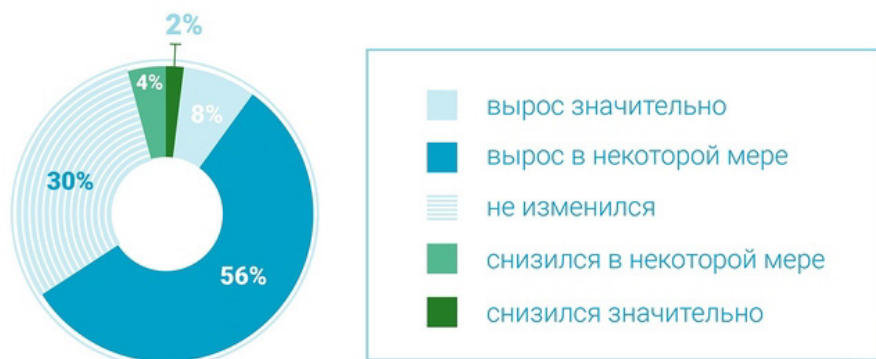 2%
4%
8%
30%
56%
вырос значительно
вырос в некоторой мере
не изменился
снизился в некоторой мере
снизился значительно